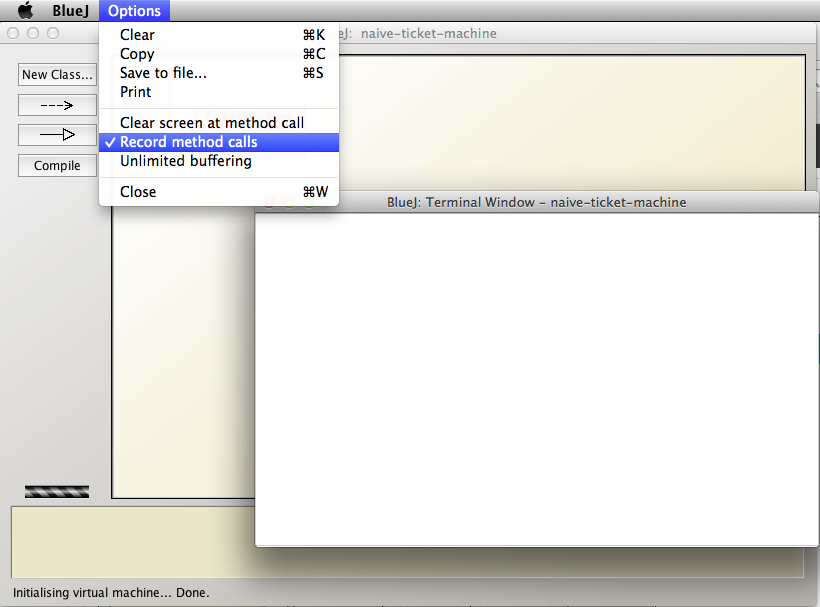 BlueJ Options
Clear ⌘K
Copy ⌘C
Save to file... ⌘S
Print
Clear screen at method call
✓ Record method calls
Unlimited buffering
Close ⌘W
eJ: naive-ticket-machine
New Class...
Compile
BlueJ: Terminal Window – naive-ticket-machine
Initialising virtual machine... Done.